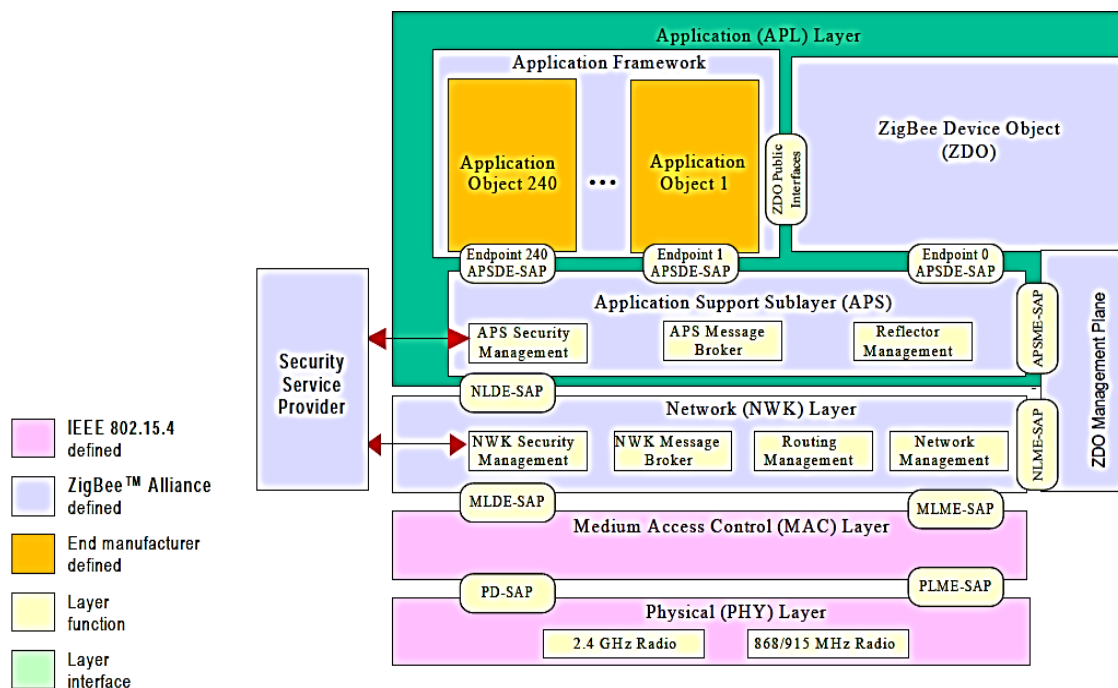 Application (APL) Layer
Application Framework
Application
Object 240
...
Application
Object 1
ZDO Public
Interfaces
ZigBee Device Object
(ZDO)
Endpoint 240
APSDE-SAP
Endpoint 1
APSDE-SAP
Endpoint 0
APSDE-SAP
Application Support Sublayer (APS)
APS Security
Management
APS Message
Broker
Reflector
Management
APSME-SAP
ZDO Management Plane
Security
Service
Provider
NLDE-SAP
Network (NWK) Layer
NWK Security
Management
NWK Message
Broker
Routing
Management
Network
Management
NLME-SAP
MLDE-SAP
MLME-SAP
Medium Access Control (MAC) Layer
PD-SAP
PLME-SAP
Physical (PHY) Layer
2.4 GHz Radio
868/915 MHz Radio
IEEE 802.15.4
defined
ZigBee™ Alliance
defined
End manufacturer
defined
Layer
function
Layer
interface